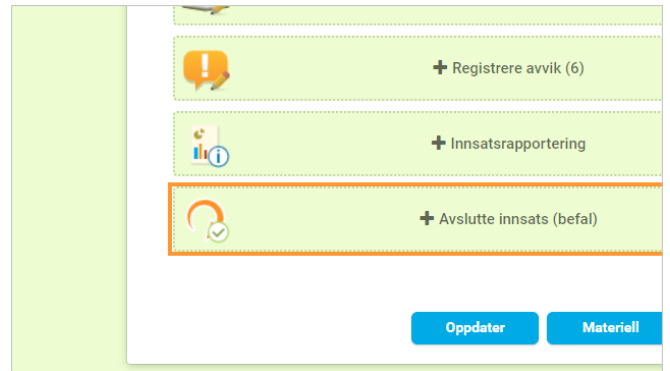 + Registrere avvik (6)
+ Innsatsrapportering
+ Avslutte innsats (befal)
Oppdater
Materiell